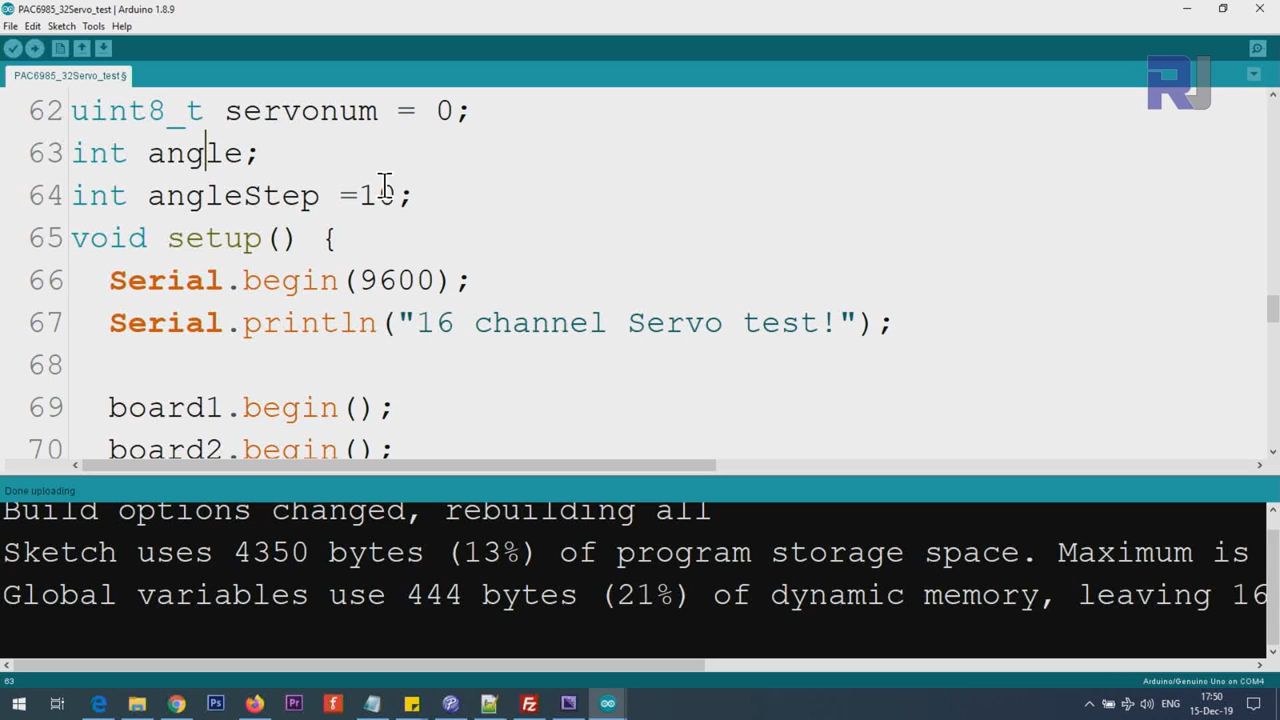 PAC6985_32Servo_test | Arduino 1.8.9
File Edit Sketch Tools Help
PAC6985_32Servo_test §
RJ
62 uint8_t servonum = 0;
63 int angle;
64 int angleStep =10;
65 void setup() {
66 Serial.begin(9600);
67 Serial.println("16 channel Servo test!");
68
69 board1.begin();
70 board2.begin();
Done uploading
Build options changed, rebuilding all
Sketch uses 4350 bytes (13%) of program storage space. Maximum is
Global variables use 444 bytes (21%) of dynamic memory, leaving 16
63
Arduino/Genuino Uno on COM4
ENG
17:50
15-Dec-19